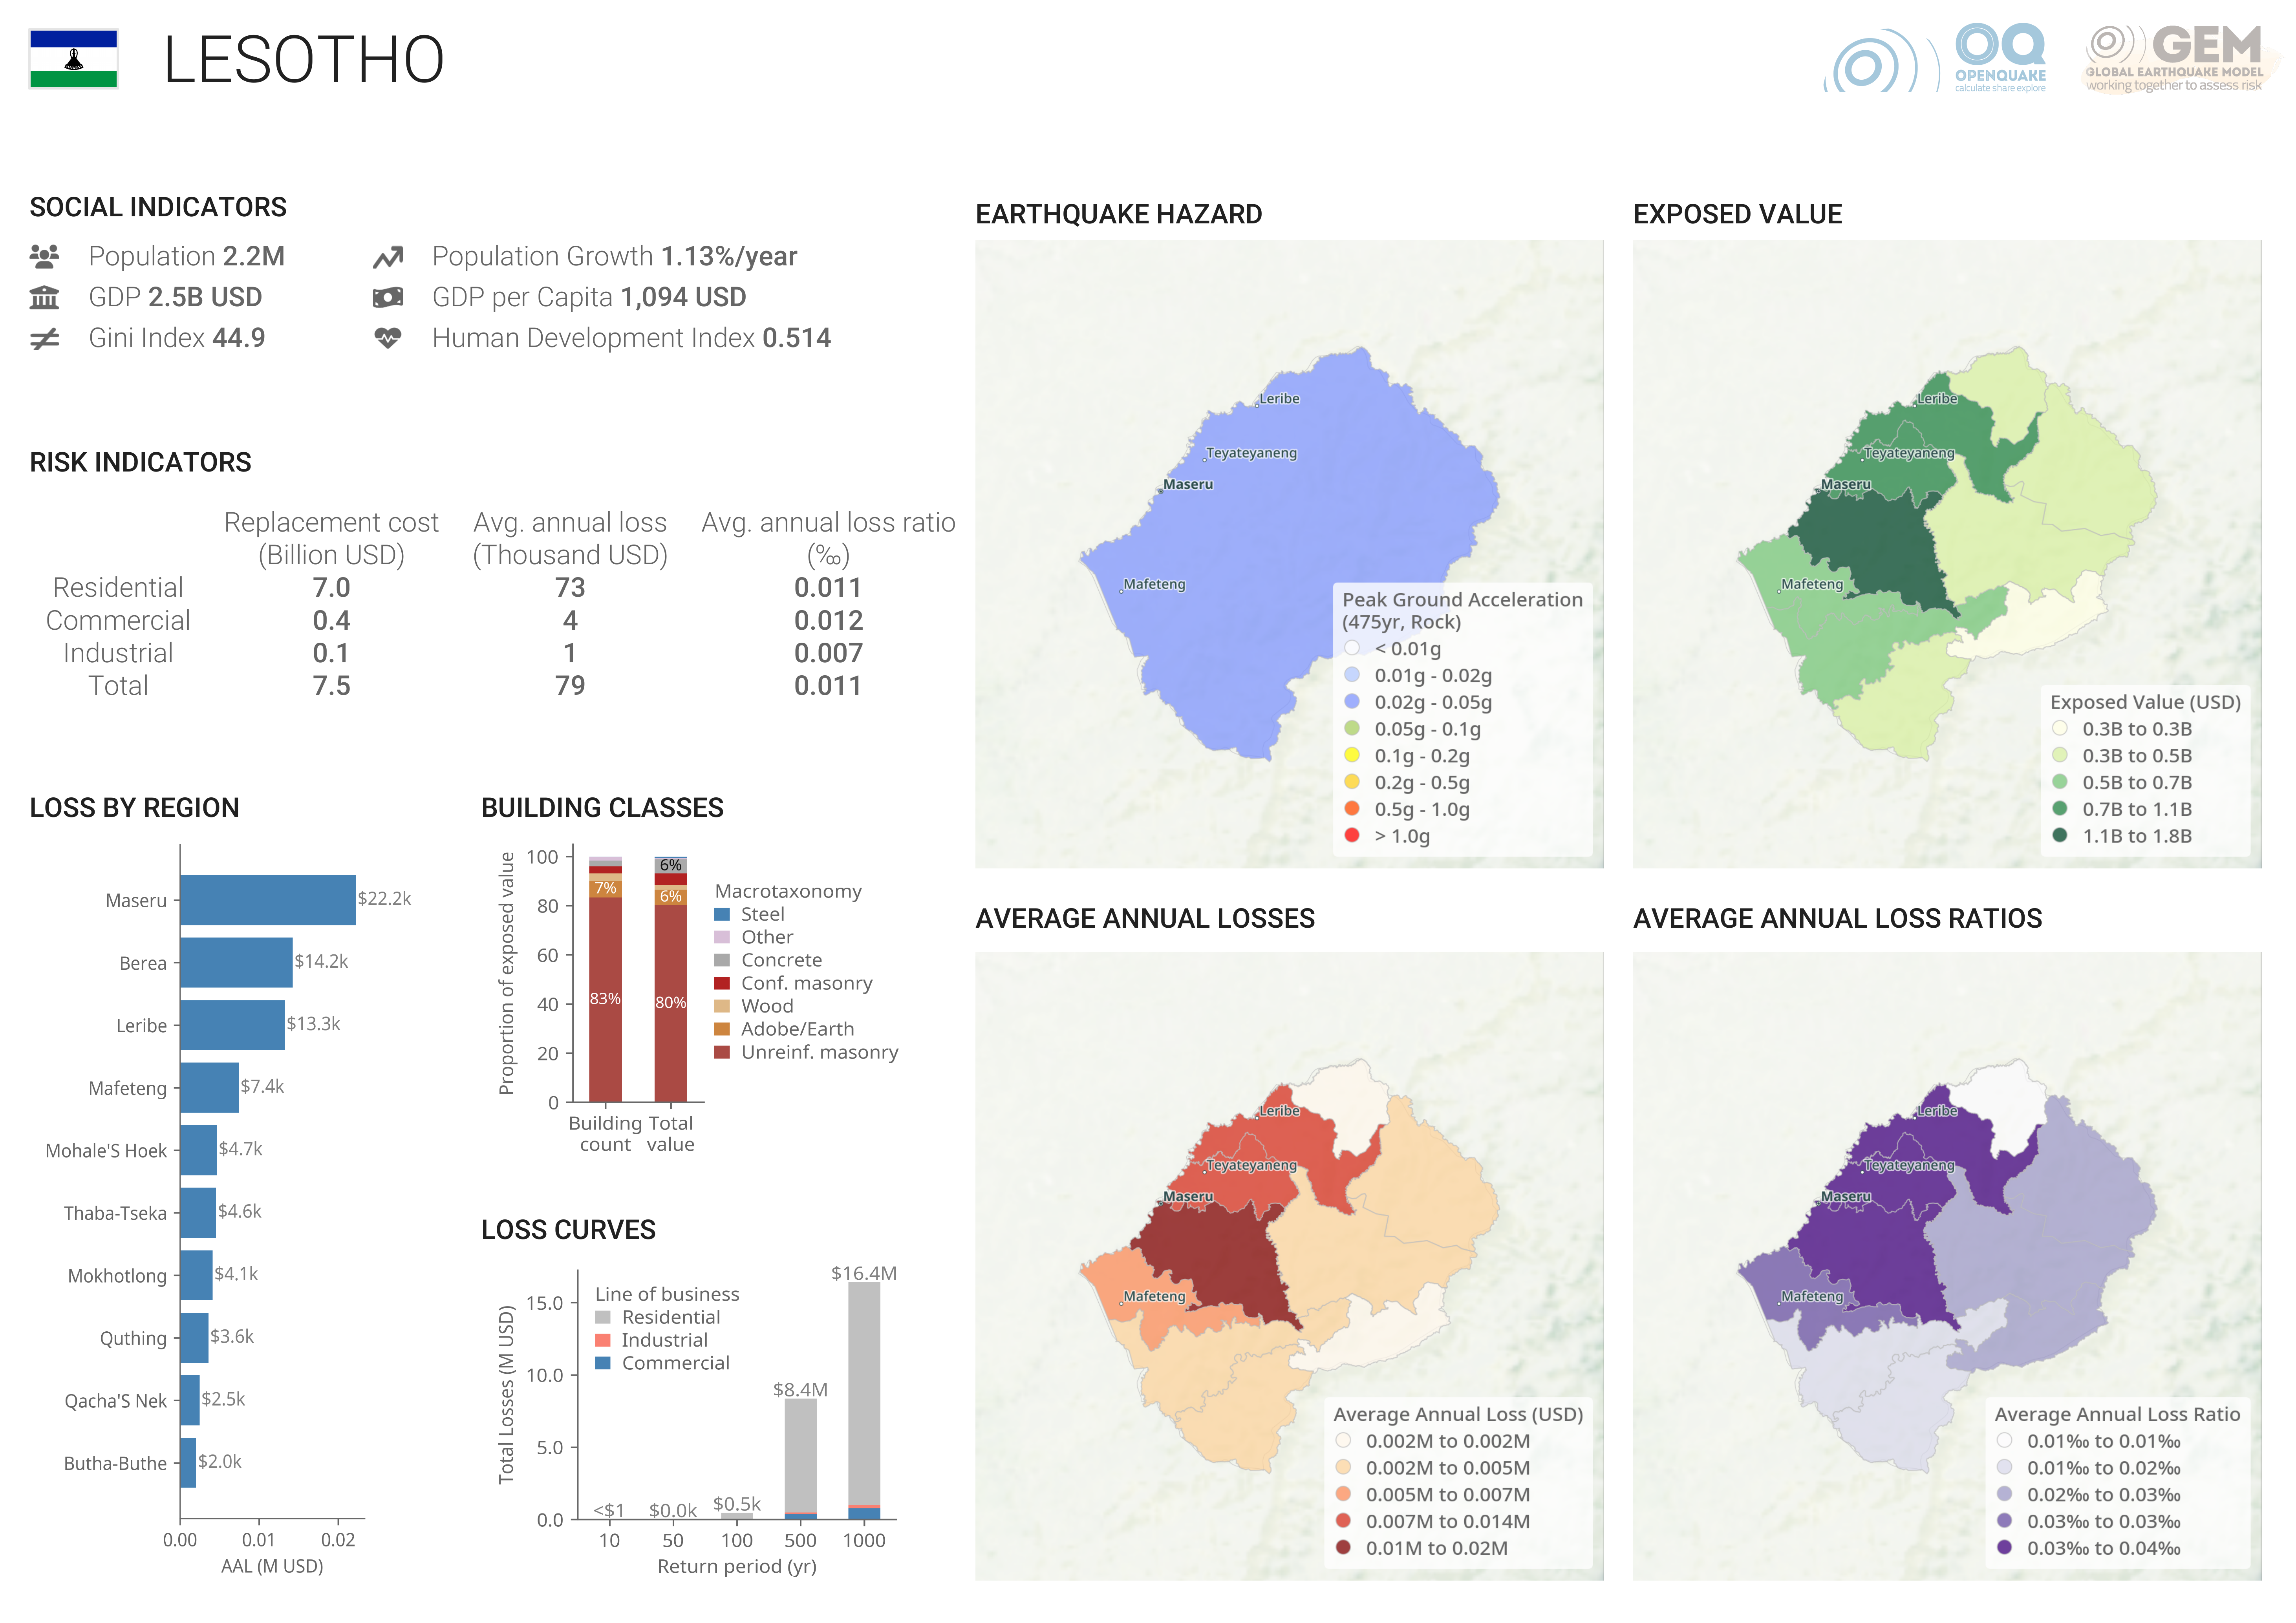 LESOTHO
OQ
OPENQUAKE
calculate share explore
GEM
GLOBAL EARTHQUAKE MODEL
working together to assess risk
SOCIAL INDICATORS
Population 2.2M
Population Growth 1.13%/year
GDP 2.5B USD
GDP per Capita 1,094 USD
Gini Index 44.9
Human Development Index 0.514
RISK INDICATORS
Replacement cost (Billion USD)
Avg. annual loss (Thousand USD)
Avg. annual loss ratio (‰)
Residential 7.0 73 0.011
Commercial 0.4 4 0.012
Industrial 0.1 1 0.007
Total 7.5 79 0.011
LOSS BY REGION
Maseru $22.2k
Berea $14.2k
Leribe $13.3k
Mafeteng $7.4k
Mohale'S Hoek $4.7k
Thaba-Tseka $4.6k
Mokhotlong $4.1k
Quthing $3.6k
Qacha'S Nek $2.5k
Butha-Buthe $2.0k
0.00 0.01 0.02
AAL (M USD)
BUILDING CLASSES
Proportion of exposed value
100
80
60
40
20
0
7%
83%
6%
6%
80%
Building count
Total value
Macrotaxonomy
Steel
Other
Concrete
Conf. masonry
Wood
Adobe/Earth
Unreinf. masonry
LOSS CURVES
Total Losses (M USD)
15.0
10.0
5.0
0.0
Line of business
Residential
Industrial
Commercial
<$1
$0.0k
$0.5k
$8.4M
$16.4M
10 50 100 500 1000
Return period (yr)
EARTHQUAKE HAZARD
Leribe
Teyateyaneng
Maseru
Mafeteng
Peak Ground Acceleration
(475yr, Rock)
< 0.01g
0.01g - 0.02g
0.02g - 0.05g
0.05g - 0.1g
0.1g - 0.2g
0.2g - 0.5g
0.5g - 1.0g
> 1.0g
EXPOSED VALUE
Leribe
Teyateyaneng
Maseru
Mafeteng
Exposed Value (USD)
0.3B to 0.3B
0.3B to 0.5B
0.5B to 0.7B
0.7B to 1.1B
1.1B to 1.8B
AVERAGE ANNUAL LOSSES
Leribe
Teyateyaneng
Maseru
Mafeteng
Average Annual Loss (USD)
0.002M to 0.002M
0.002M to 0.005M
0.005M to 0.007M
0.007M to 0.014M
0.01M to 0.02M
AVERAGE ANNUAL LOSS RATIOS
Leribe
Teyateyaneng
Maseru
Mafeteng
Average Annual Loss Ratio
0.01‰ to 0.01‰
0.01‰ to 0.02‰
0.02‰ to 0.03‰
0.03‰ to 0.03‰
0.03‰ to 0.04‰